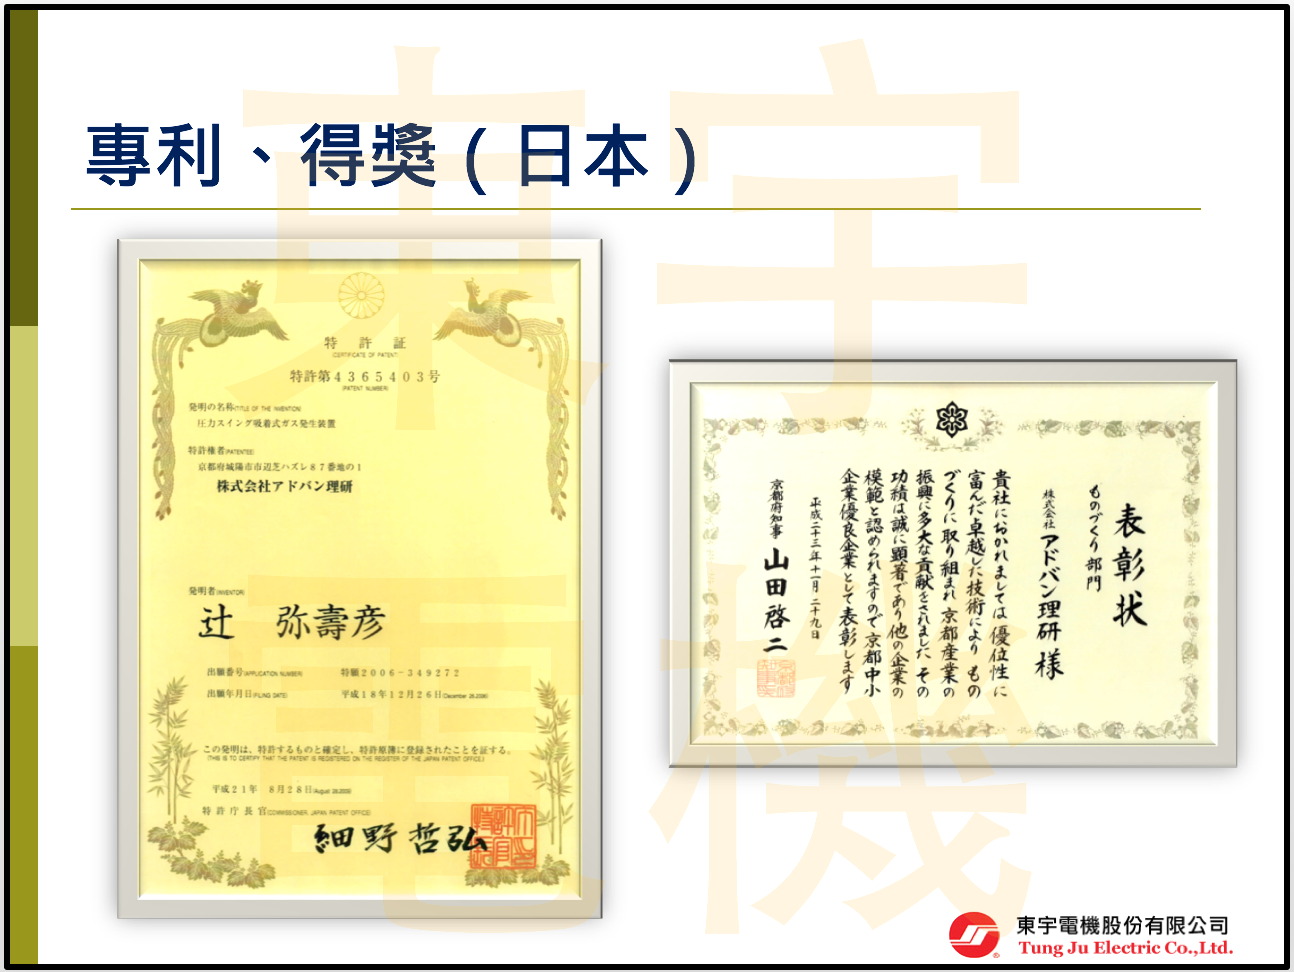 專利、得獎（日本）
特 許 証
(CERTIFICATE OF PATENT)
特許第4365403号
(PATENT NUMBER)
発明の名称(TITLE OF THE INVENTION)
圧力スイング吸着式ガス発生装置
特許権者(PATENTEE)
京都府城陽市市辺芝ハズレ87番地の1
株式会社アドバン理研
発明者(INVENTOR)
辻 弥壽彦
出願番号(APPLICATION NUMBER) 特願2006-349272
出願年月日(FILING DATE) 平成18年12月26日(December 26,2006)
この発明は、特許するものと確定し、特許原簿に登録されたことを証する。
(THIS IS TO CERTIFY THAT THE PATENT IS REGISTERED ON THE REGISTER OF THE JAPAN PATENT OFFICE.)
平成21年 8月28日(August 28,2009)
特許庁長官(COMMISSIONER, JAPAN PATENT OFFICE)
細野哲弘
表彰状
ものづくり部門
株式会社アドバン理研 様
貴社におかれましては優位性に
富んだ卓越した技術により もの
づくりに取り組まれ京都産業の
振興に多大な貢献をされました その
功績は誠に顕著であり他の企業の
模範と認められますので京都中小
企業優良企業として表彰します
平成二十三年十一月二十九日
京都府知事 山田啓二
東宇電機股份有限公司
Tung Ju Electric Co.,Ltd.
東宇
電機